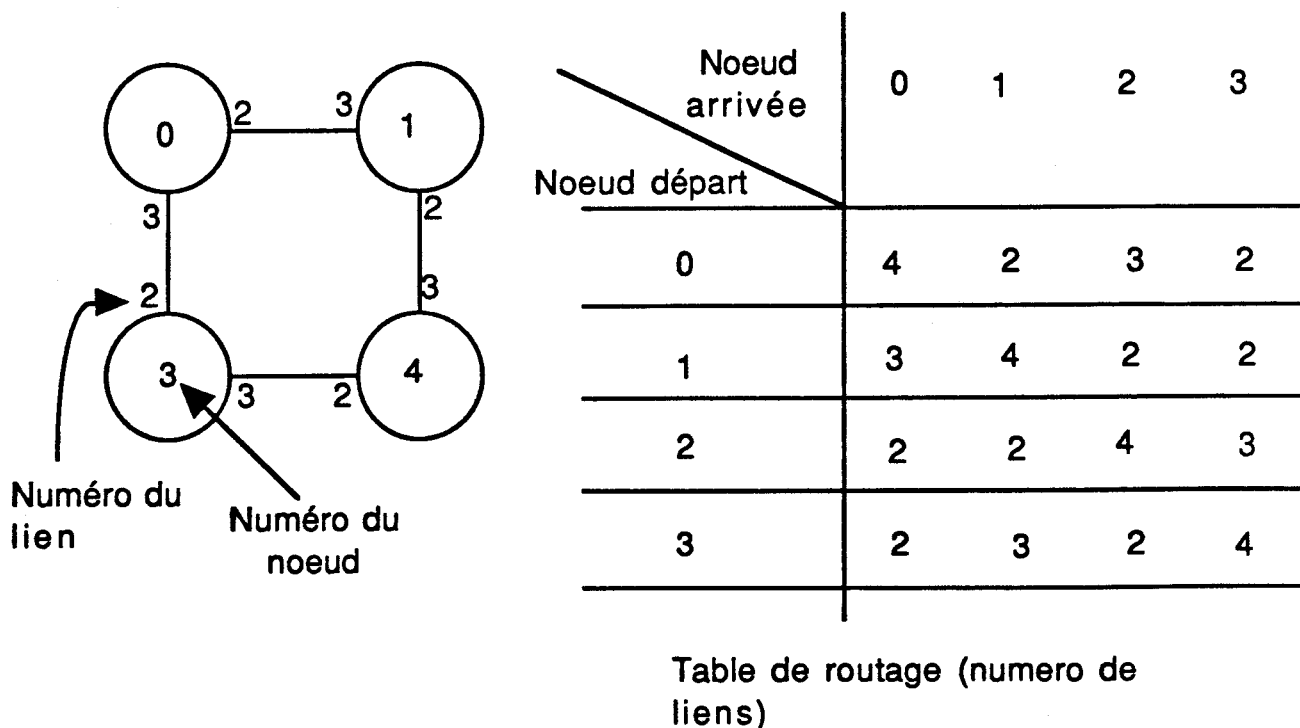 0 2 3 1
3 2
2 3
3 3 2 4
Numéro du
lien
Numéro du
noeud
Noeud
arrivée
Noeud départ
0 1 2 3
0 4 2 3 2
1 3 4 2 2
2 2 2 4 3
3 2 3 2 4
Table de routage (numero de
liens)